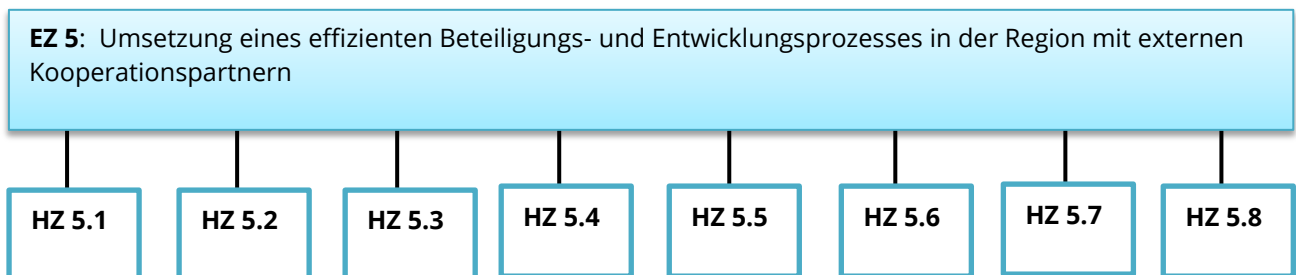 EZ 5:  Umsetzung eines effizienten Beteiligungs- und Entwicklungsprozesses in der Region mit externen
Kooperationspartnern
HZ 5.1 HZ 5.2 HZ 5.3 HZ 5.4 HZ 5.5 HZ 5.6 HZ 5.7 HZ 5.8